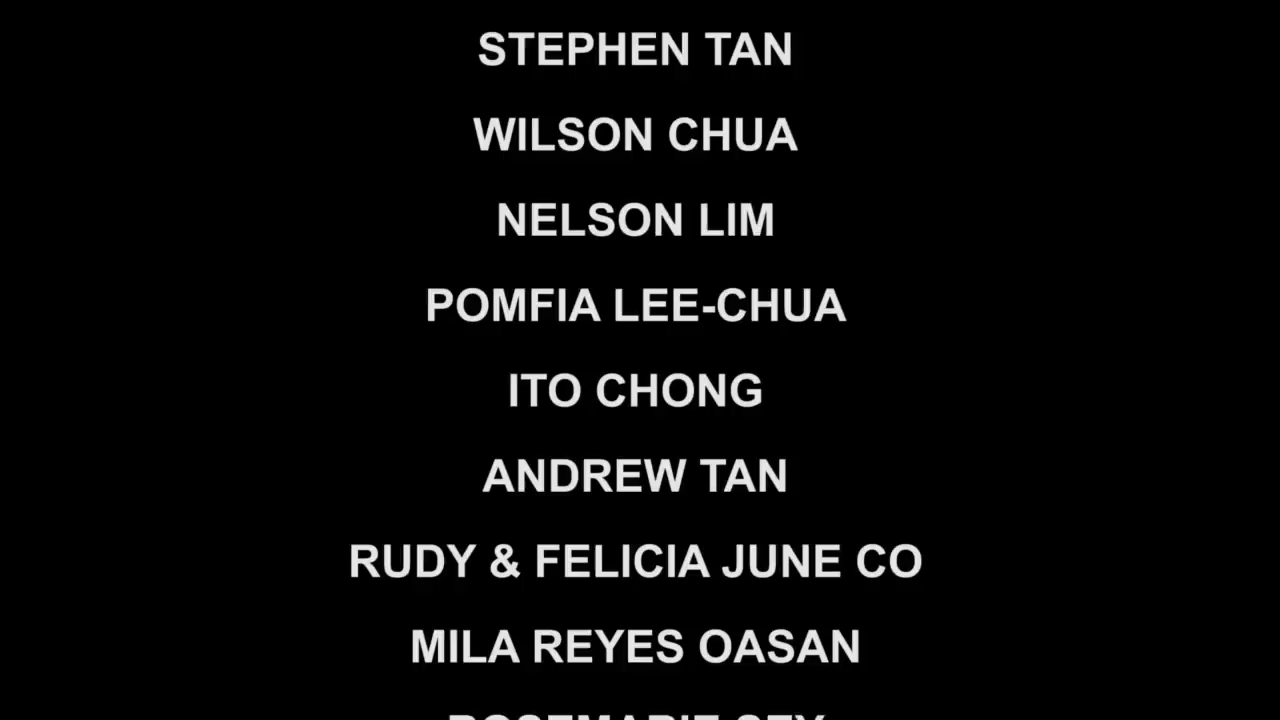 STEPHEN TAN
WILSON CHUA
NELSON LIM
POMFIA LEE-CHUA
ITO CHONG
ANDREW TAN
RUDY & FELICIA JUNE CO
MILA REYES OASAN
ROSEMARIE